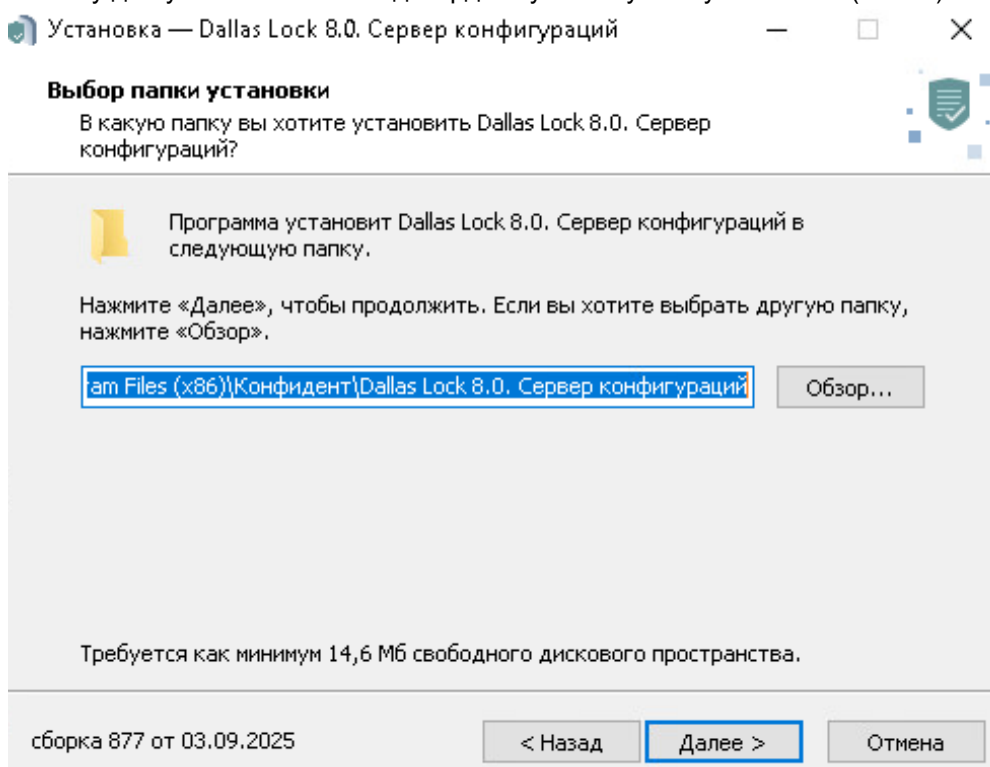 Установка — Dallas Lock 8.0. Сервер конфигураций
Выбор папки установки
В какую папку вы хотите установить Dallas Lock 8.0. Сервер
конфигураций?
Программа установит Dallas Lock 8.0. Сервер конфигураций в
следующую папку.
Нажмите «Далее», чтобы продолжить. Если вы хотите выбрать другую папку,
нажмите «Обзор».
ram Files (x86)\Конфидент\Dallas Lock 8.0. Сервер конфигураций
Обзор...
Требуется как минимум 14,6 Мб свободного дискового пространства.
сборка 877 от 03.09.2025
< Назад
Далее >
Отмена